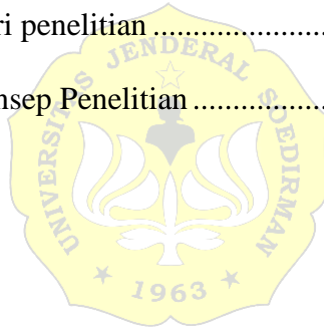 ri penelitian ........................
nsep Penelitian ..................
UNIVERSITAS JENDERAL SOEDIRMAN
1963